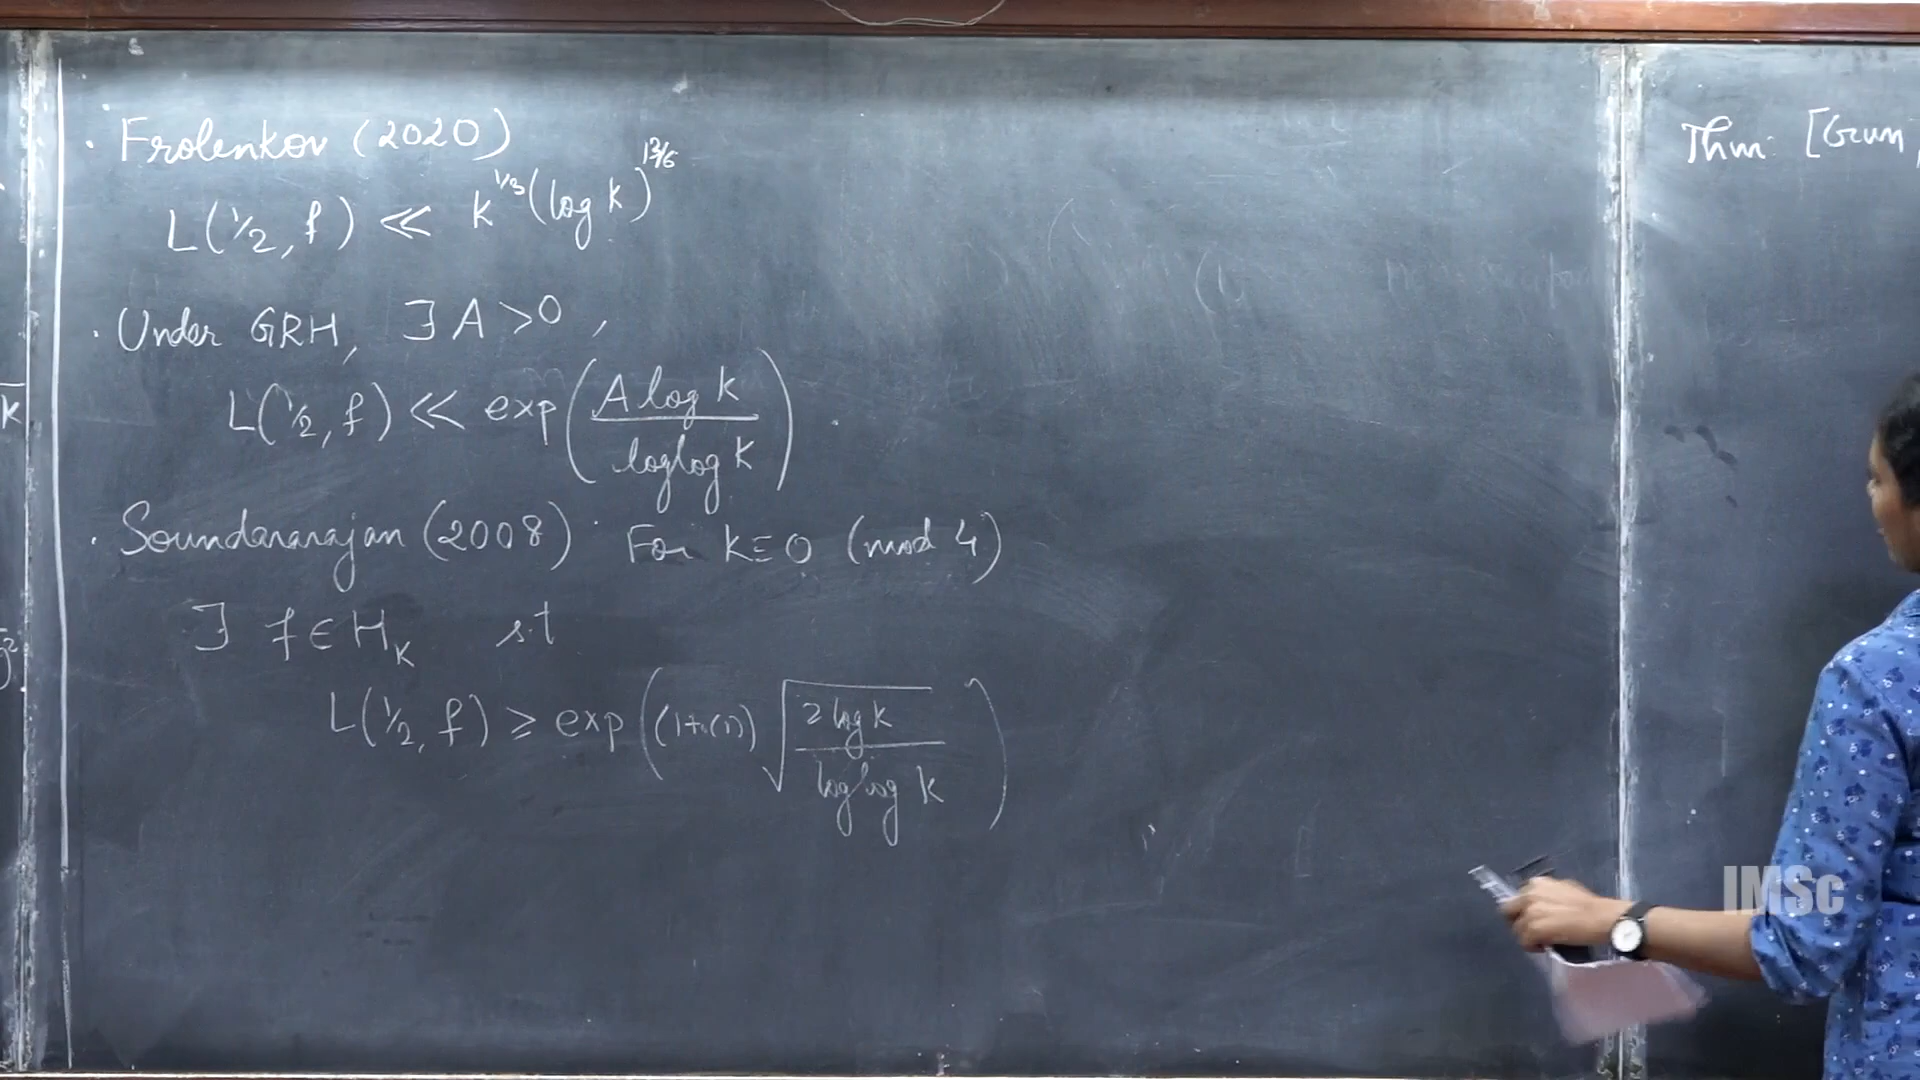 · Frolenkov (2020)
L(1/2, f) ≪ k^{1/3} (log k)^{13/6}
· Under GRH, ∃ A > 0,
L(1/2, f) ≪ exp( A log k / loglog k ).
· Soundararajan (2008) · For k ≡ 0 (mod 4)
∃ f ∈ H_k s.t
L(1/2, f) ≥ exp( (1+o(1)) √( 2 log k / loglog k ) )
Thm: [Gun,
k
IMSc